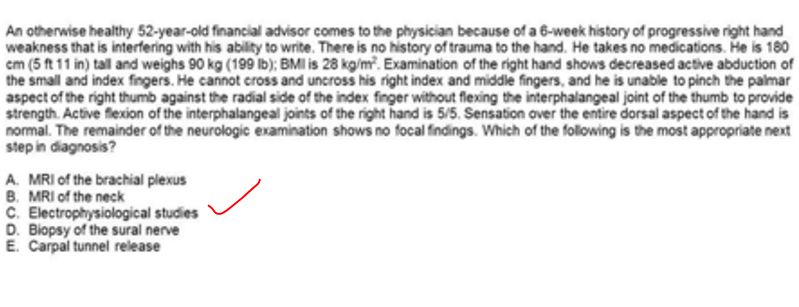 An otherwise healthy 52-year-old financial advisor comes to the physician because of a 6-week history of progressive right hand
weakness that is interfering with his ability to write. There is no history of trauma to the hand. He takes no medications. He is 180
cm (5 ft 11 in) tall and weighs 90 kg (199 lb); BMI is 28 kg/m². Examination of the right hand shows decreased active abduction of
the small and index fingers. He cannot cross and uncross his right index and middle fingers, and he is unable to pinch the palmar
aspect of the right thumb against the radial side of the index finger without flexing the interphalangeal joint of the thumb to provide
strength. Active flexion of the interphalangeal joints of the right hand is 5/5. Sensation over the entire dorsal aspect of the hand is
normal. The remainder of the neurologic examination shows no focal findings. Which of the following is the most appropriate next
step in diagnosis?
A. MRI of the brachial plexus
B. MRI of the neck
C. Electrophysiological studies
D. Biopsy of the sural nerve
E. Carpal tunnel release